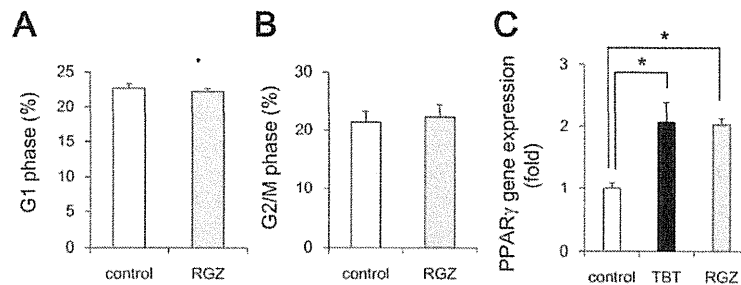 A
G1 phase (%)
25
20
15
10
5
0
control RGZ
B
G2/M phase (%)
30
20
10
0
control RGZ
C
PPARγ gene expression
(fold)
3
2
1
0
*
*
control TBT RGZ